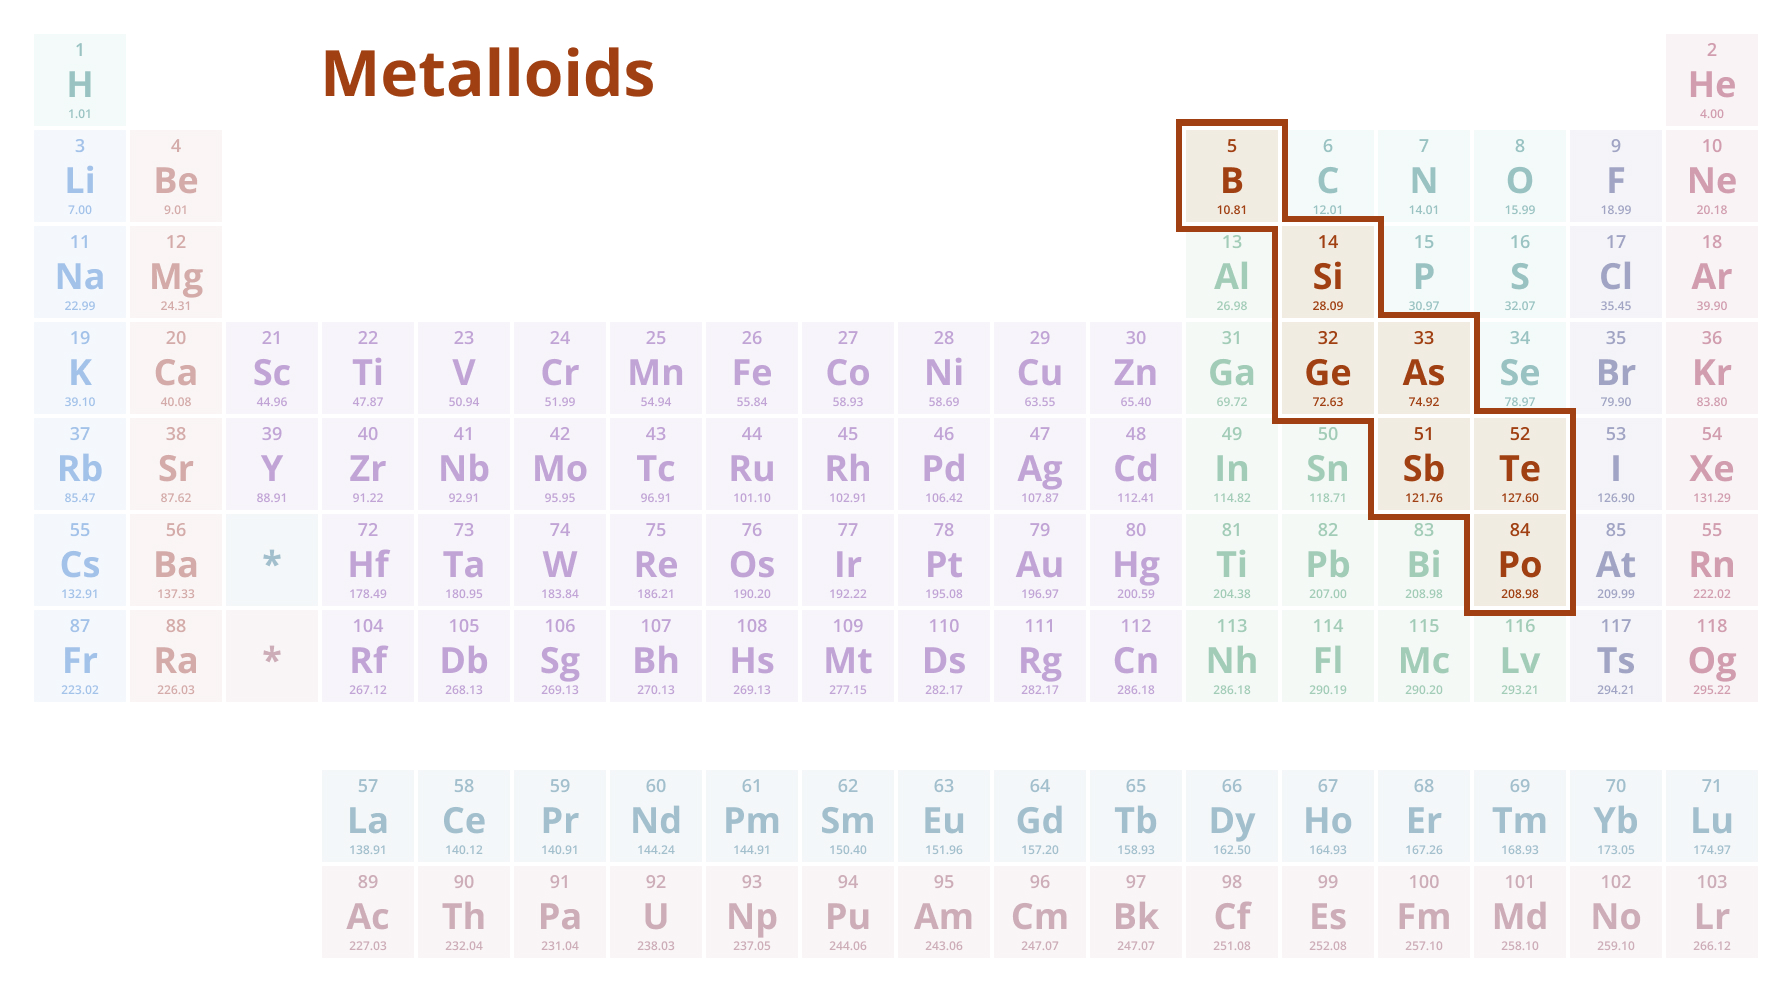 Metalloids
1 2
H He
1.01 4.00
3 4 5 6 7 8 9 10
Li Be B C N O F Ne
7.00 9.01 10.81 12.01 14.01 15.99 18.99 20.18
11 12 13 14 15 16 17 18
Na Mg Al Si P S Cl Ar
22.99 24.31 26.98 28.09 30.97 32.07 35.45 39.90
19 20 21 22 23 24 25 26 27 28 29 30 31 32 33 34 35 36
K Ca Sc Ti V Cr Mn Fe Co Ni Cu Zn Ga Ge As Se Br Kr
39.10 40.08 44.96 47.87 50.94 51.99 54.94 55.84 58.93 58.69 63.55 65.40 69.72 72.63 74.92 78.97 79.90 83.80
37 38 39 40 41 42 43 44 45 46 47 48 49 50 51 52 53 54
Rb Sr Y Zr Nb Mo Tc Ru Rh Pd Ag Cd In Sn Sb Te I Xe
85.47 87.62 88.91 91.22 92.91 95.95 96.91 101.10 102.91 106.42 107.87 112.41 114.82 118.71 121.76 127.60 126.90 131.29
55 56 72 73 74 75 76 77 78 79 80 81 82 83 84 85 55
Cs Ba * Hf Ta W Re Os Ir Pt Au Hg Ti Pb Bi Po At Rn
132.91 137.33 178.49 180.95 183.84 186.21 190.20 192.22 195.08 196.97 200.59 204.38 207.00 208.98 208.98 209.99 222.02
87 88 104 105 106 107 108 109 110 111 112 113 114 115 116 117 118
Fr Ra * Rf Db Sg Bh Hs Mt Ds Rg Cn Nh Fl Mc Lv Ts Og
223.02 226.03 267.12 268.13 269.13 270.13 269.13 277.15 282.17 282.17 286.18 286.18 290.19 290.20 293.21 294.21 295.22
57 58 59 60 61 62 63 64 65 66 67 68 69 70 71
La Ce Pr Nd Pm Sm Eu Gd Tb Dy Ho Er Tm Yb Lu
138.91 140.12 140.91 144.24 144.91 150.40 151.96 157.20 158.93 162.50 164.93 167.26 168.93 173.05 174.97
89 90 91 92 93 94 95 96 97 98 99 100 101 102 103
Ac Th Pa U Np Pu Am Cm Bk Cf Es Fm Md No Lr
227.03 232.04 231.04 238.03 237.05 244.06 243.06 247.07 247.07 251.08 252.08 257.10 258.10 259.10 266.12